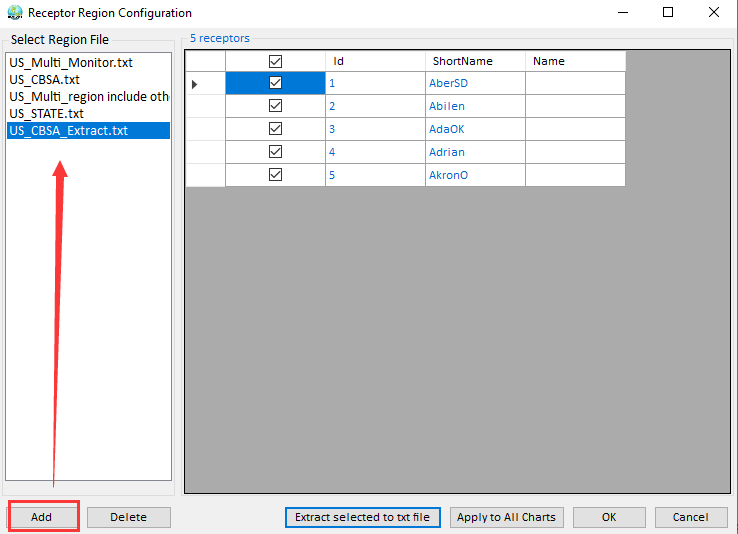 Receptor Region Configuration
Select Region File
US_Multi_Monitor.txt
US_CBSA.txt
US_Multi_region include oth
US_STATE.txt
US_CBSA_Extract.txt
Add
Delete
5 receptors
Id ShortName Name
1 AberSD
2 Abilen
3 AdaOK
4 Adrian
5 AkronO
Extract selected to txt file
Apply to All Charts
OK
Cancel